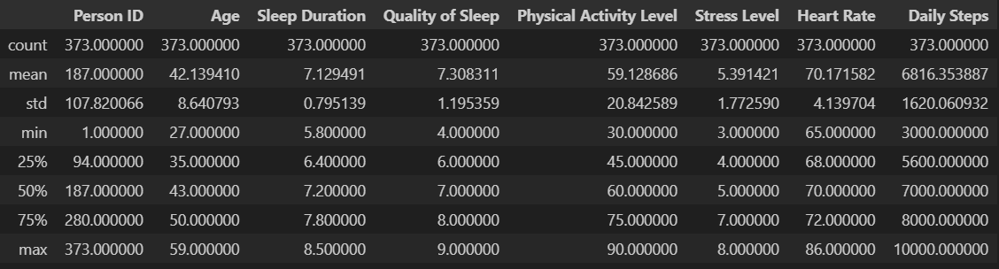 Person ID Age Sleep Duration Quality of Sleep Physical Activity Level Stress Level Heart Rate Daily Steps
count 373.000000 373.000000 373.000000 373.000000 373.000000 373.000000 373.000000 373.000000
mean 187.000000 42.139410 7.129491 7.308311 59.128686 5.391421 70.171582 6816.353887
std 107.820066 8.640793 0.795139 1.195359 20.842589 1.772590 4.139704 1620.060932
min 1.000000 27.000000 5.800000 4.000000 30.000000 3.000000 65.000000 3000.000000
25% 94.000000 35.000000 6.400000 6.000000 45.000000 4.000000 68.000000 5600.000000
50% 187.000000 43.000000 7.200000 7.000000 60.000000 5.000000 70.000000 7000.000000
75% 280.000000 50.000000 7.800000 8.000000 75.000000 7.000000 72.000000 8000.000000
max 373.000000 59.000000 8.500000 9.000000 90.000000 8.000000 86.000000 10000.000000